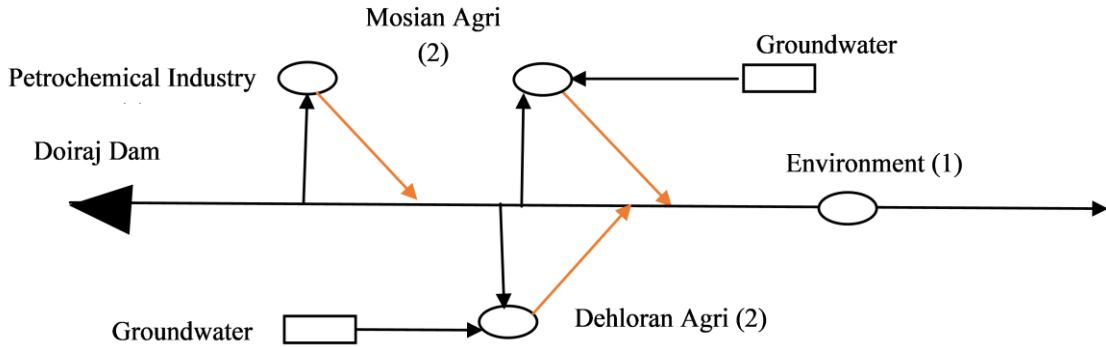 Mosian Agri
(2)
Groundwater
Petrochemical Industry
Doiraj Dam
Environment (1)
Groundwater
Dehloran Agri (2)